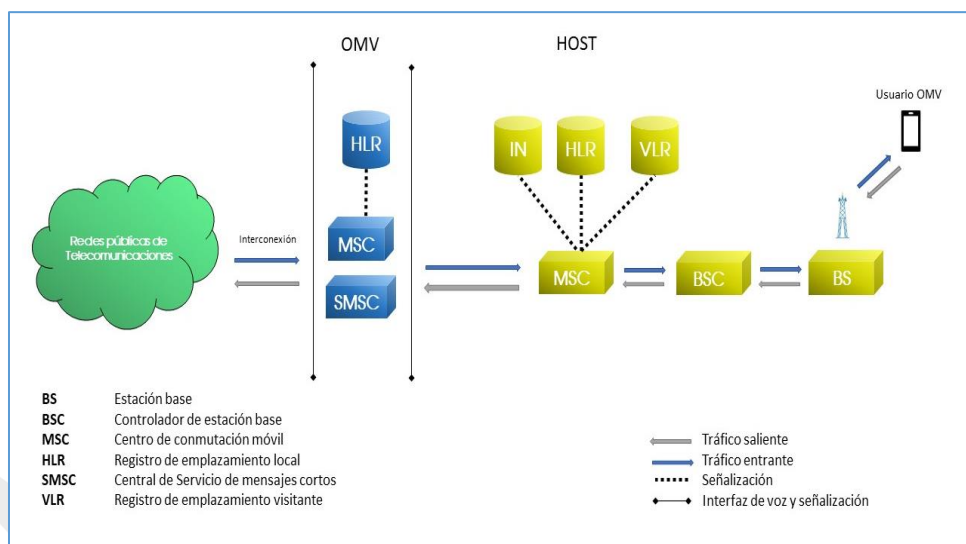 OMV
HOST
Usuario OMV
HLR
IN
HLR
VLR
Redes públicas de
Telecomunicaciones
Interconexión
MSC
SMSC
MSC
BSC
BS
BS Estación base
BSC Controlador de estación base
MSC Centro de conmutación móvil
HLR Registro de emplazamiento local
SMSC Central de Servicio de mensajes cortos
VLR Registro de emplazamiento visitante
Tráfico saliente
Tráfico entrante
Señalización
Interfaz de voz y señalización